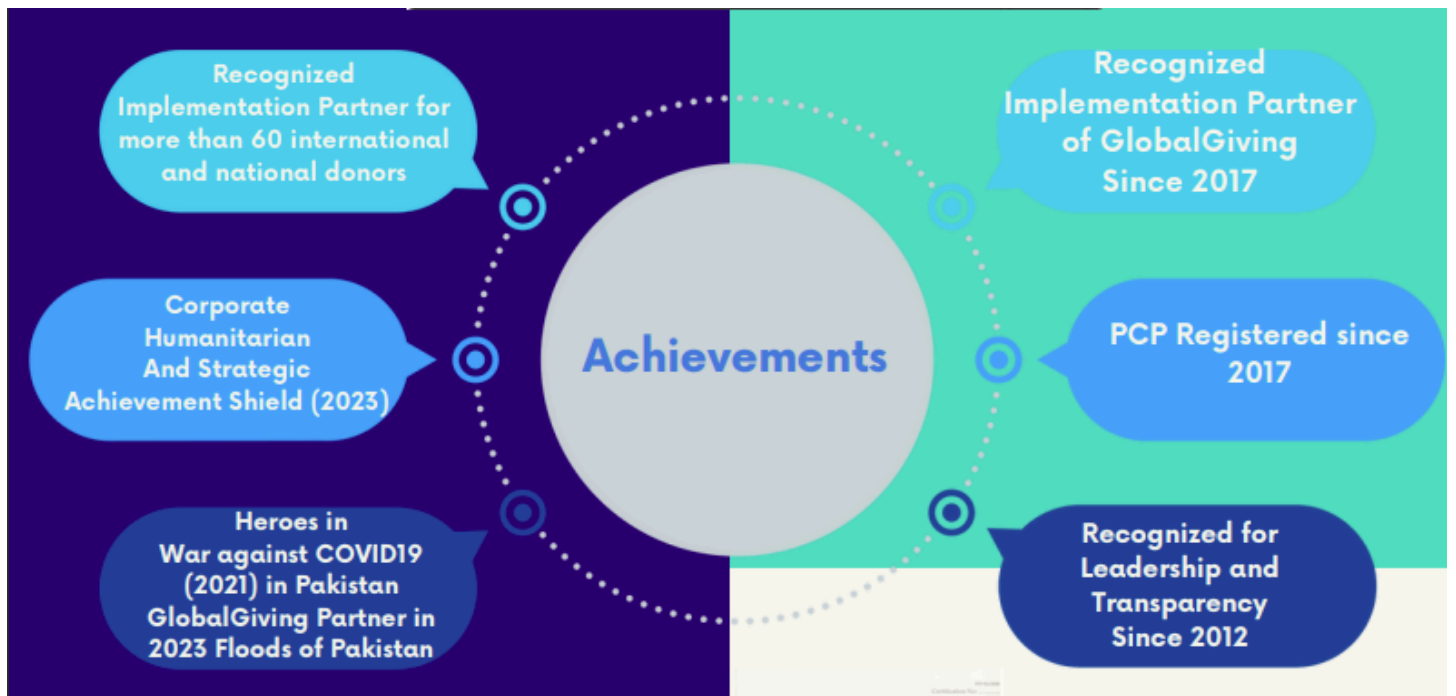 Recognized
Implementation Partner for
more than 60 international
and national donors
Corporate
Humanitarian
And Strategic
Achievement Shield (2023)
Heroes in
War against COVID19
(2021) in Pakistan
GlobalGiving Partner in
2023 Floods of Pakistan
Achievements
Recognized
Implementation Partner
of GlobalGiving
Since 2017
PCP Registered since
2017
Recognized for
Leadership and
Transparency
Since 2012